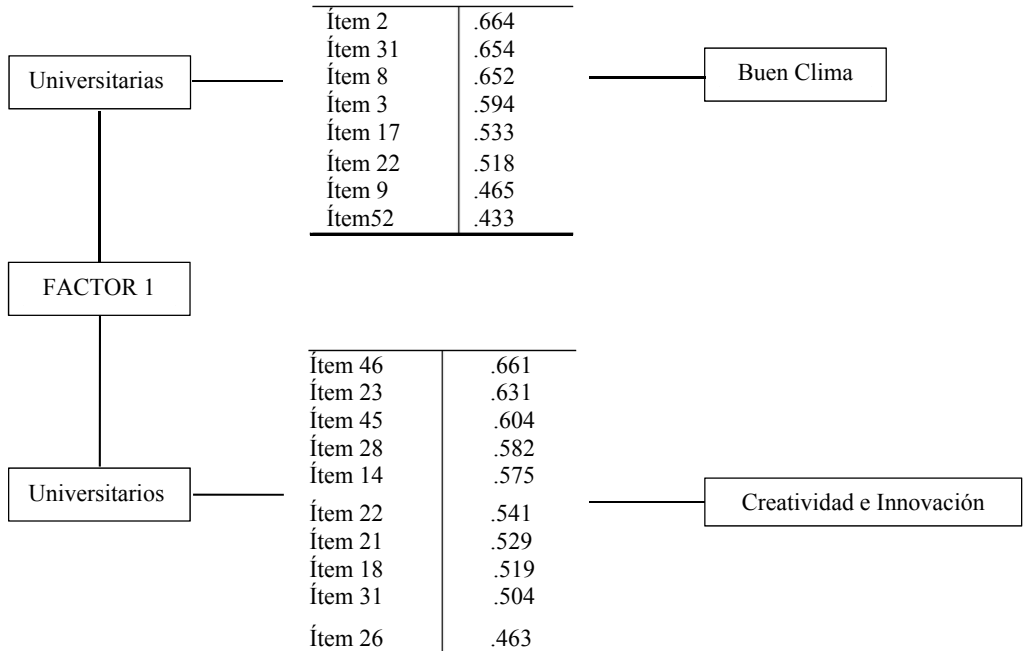 Universitarias
Ítem 2 .664
Ítem 31 .654
Ítem 8 .652
Ítem 3 .594
Ítem 17 .533
Ítem 22 .518
Ítem 9 .465
Ítem52 .433
Buen Clima
FACTOR 1
Universitarios
Ítem 46 .661
Ítem 23 .631
Ítem 45 .604
Ítem 28 .582
Ítem 14 .575
Ítem 22 .541
Ítem 21 .529
Ítem 18 .519
Ítem 31 .504
Ítem 26 .463
Creatividad e Innovación